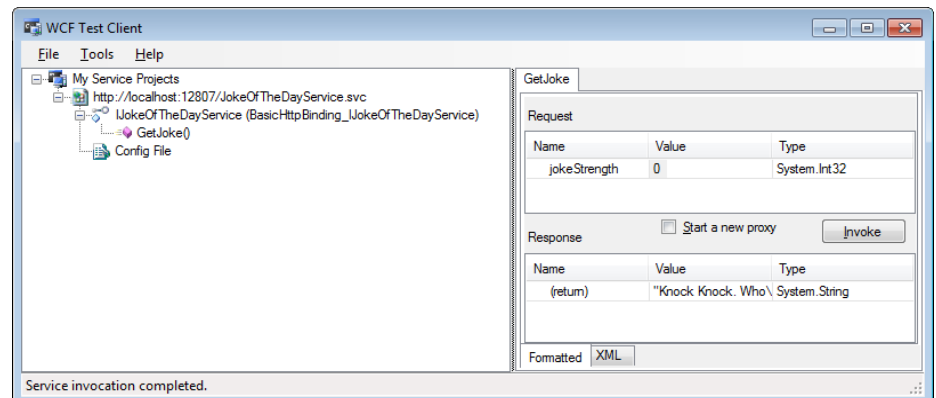 WCF Test Client
File Tools Help
My Service Projects
http://localhost:12807/JokeOfTheDayService.svc
IJokeOfTheDayService (BasicHttpBinding_IJokeOfTheDayService)
GetJoke()
Config File
GetJoke
Request
Name Value Type
jokeStrength 0 System.Int32
Start a new proxy Invoke
Response
Name Value Type
(return) "Knock Knock. Who\ System.String
Formatted XML
Service invocation completed.